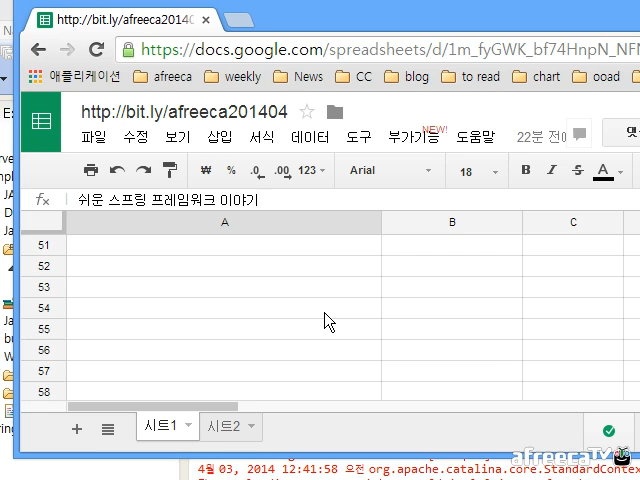 http://bit.ly/afreeca20140
https://docs.google.com/spreadsheets/d/1m_fyGWK_bf74HnpN_NFN
애플리케이션 afreeca weekly News CC blog to read chart ooad
http://bit.ly/afreeca201404
파일 수정 보기 삽입 서식 데이터 도구 부가기능 NEW! 도움말 22분 전에
댓
₩ % .0 .00 123 Arial 18 B I S A
fx 쉬운 스프링 프레임워크 이야기
A B C
51
52
53
54
55
56
57
58
+ 시트1 시트2
afreecaTV
4월 03, 2014 12:41:58 오전 org.apache.catalina.core.StandardContex